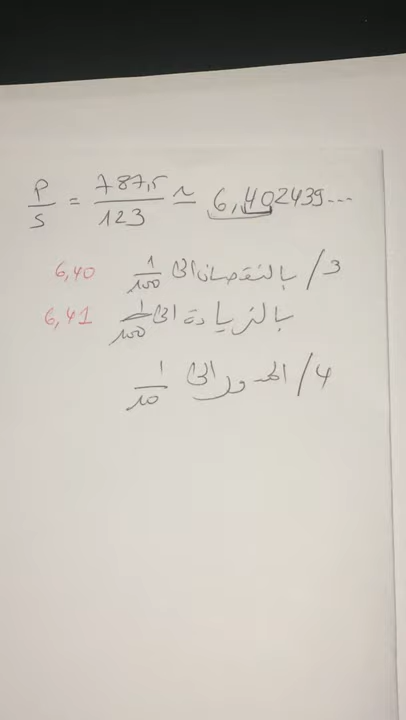 P/S = 787,5/123 ≃ 6,402439...
3/ بالنقصان الى 1/100 6,40
بالزيادة الى 1/100 6,41
4/ المدور الى 1/10